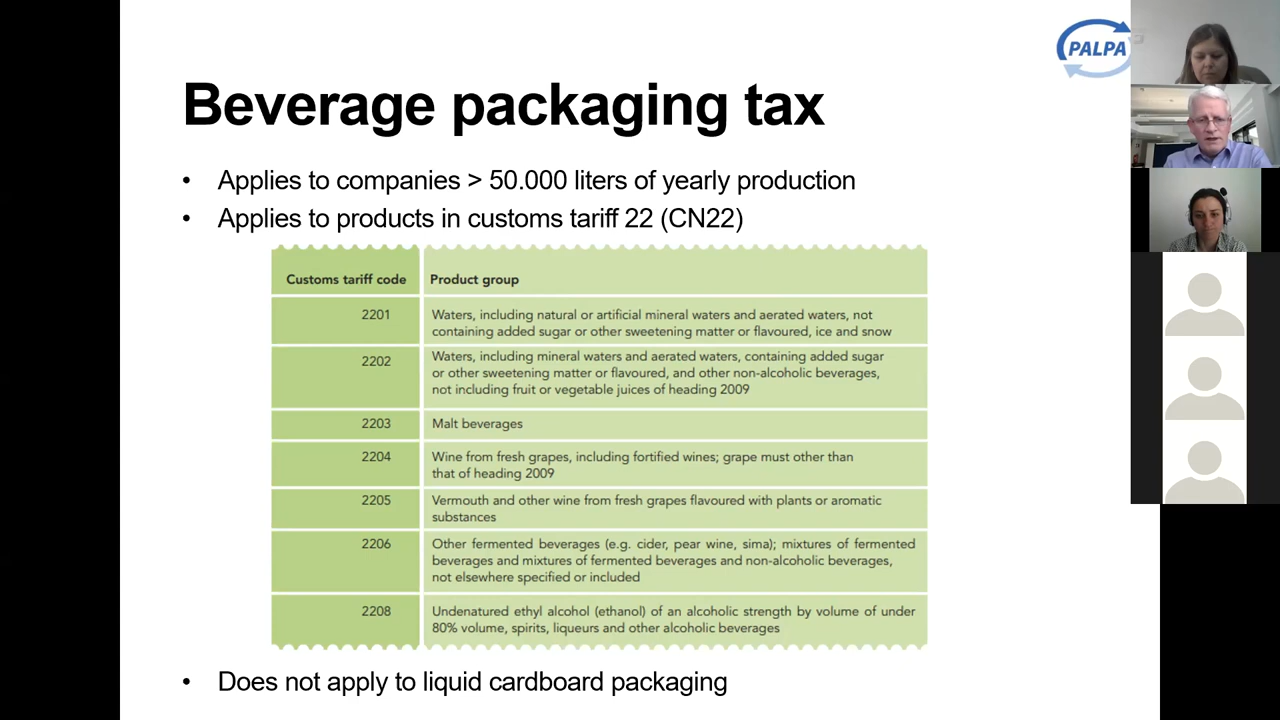 PALPA
Beverage packaging tax
• Applies to companies > 50.000 liters of yearly production
• Applies to products in customs tariff 22 (CN22)
Customs tariff code Product group
2201 Waters, including natural or artificial mineral waters and aerated waters, not
containing added sugar or other sweetening matter or flavoured, ice and snow
2202 Waters, including mineral waters and aerated waters, containing added sugar
or other sweetening matter or flavoured, and other non-alcoholic beverages,
not including fruit or vegetable juices of heading 2009
2203 Malt beverages
2204 Wine from fresh grapes, including fortified wines; grape must other than
that of heading 2009
2205 Vermouth and other wine from fresh grapes flavoured with plants or aromatic
substances
2206 Other fermented beverages (e.g. cider, pear wine, sima); mixtures of fermented
beverages and mixtures of fermented beverages and non-alcoholic beverages,
not elsewhere specified or included
2208 Undenatured ethyl alcohol (ethanol) of an alcoholic strength by volume of under
80% volume, spirits, liqueurs and other alcoholic beverages
• Does not apply to liquid cardboard packaging